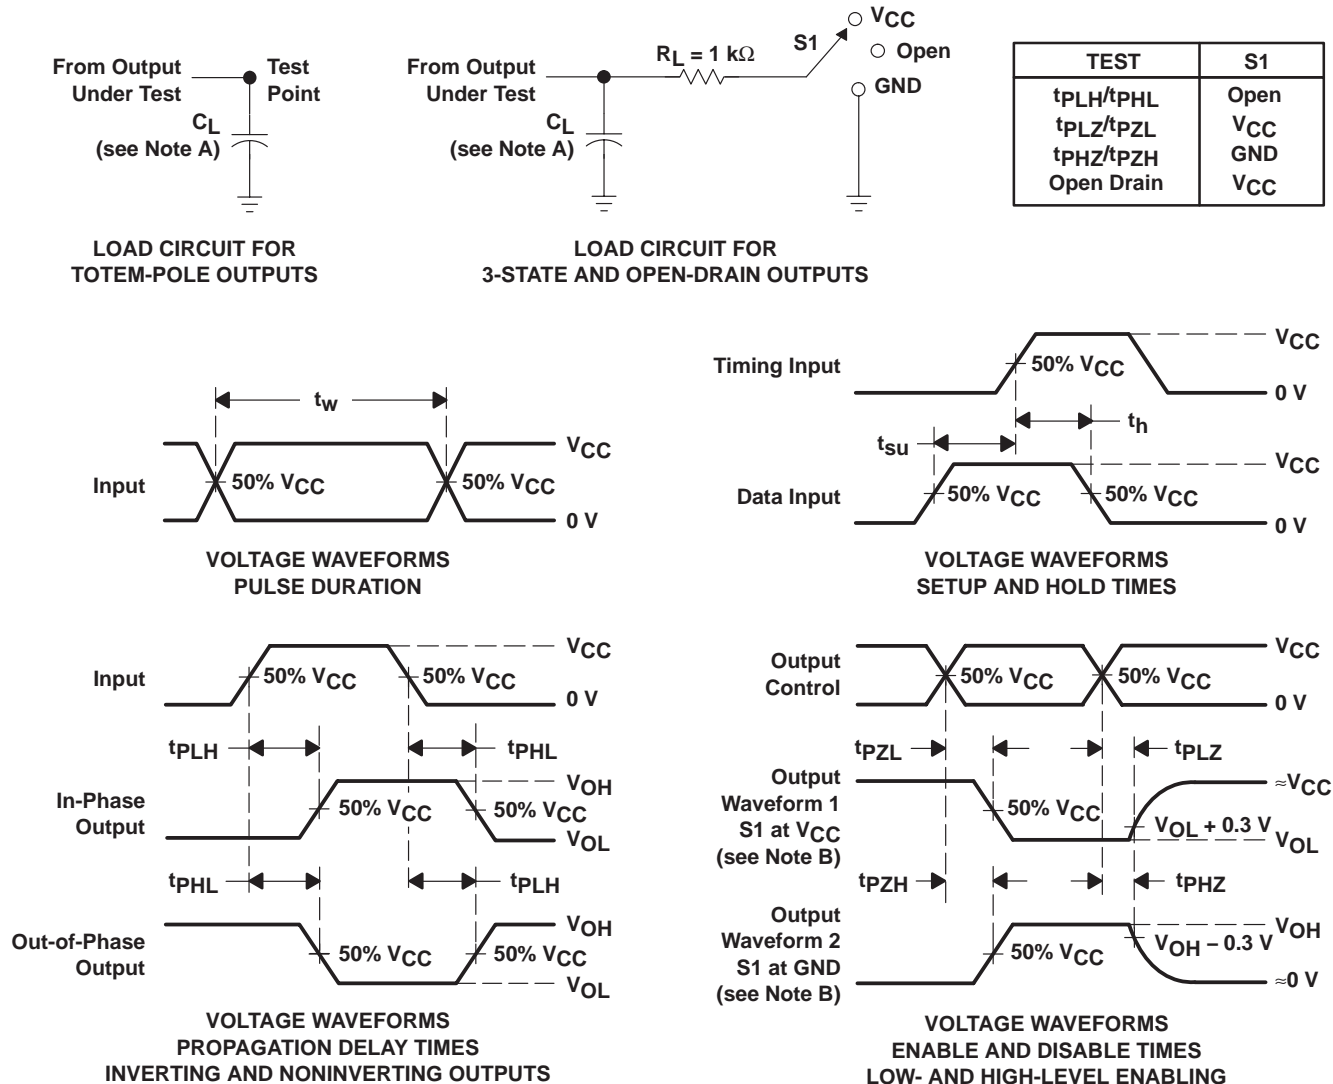 From Output
Under Test
Test
Point
CL
(see Note A)
LOAD CIRCUIT FOR
TOTEM-POLE OUTPUTS
From Output
Under Test
RL = 1 kΩ
S1
VCC
Open
GND
CL
(see Note A)
LOAD CIRCUIT FOR
3-STATE AND OPEN-DRAIN OUTPUTS
TEST S1
tPLH/tPHL Open
tPLZ/tPZL VCC
tPHZ/tPZH GND
Open Drain VCC
tw
Input
50% VCC
50% VCC
VCC
0 V
VOLTAGE WAVEFORMS
PULSE DURATION
Timing Input
50% VCC
VCC
0 V
tsu
th
Data Input
50% VCC
50% VCC
VCC
0 V
VOLTAGE WAVEFORMS
SETUP AND HOLD TIMES
Input
50% VCC
50% VCC
VCC
0 V
tPLH
tPHL
In-Phase
Output
50% VCC
50% VCC
VOH
VOL
tPHL
tPLH
Out-of-Phase
Output
50% VCC
50% VCC
VOH
VOL
VOLTAGE WAVEFORMS
PROPAGATION DELAY TIMES
INVERTING AND NONINVERTING OUTPUTS
Output
Control
50% VCC
50% VCC
VCC
0 V
tPZL
tPLZ
Output
Waveform 1
S1 at VCC
(see Note B)
50% VCC
≈VCC
VOL + 0.3 V
VOL
tPZH
tPHZ
Output
Waveform 2
S1 at GND
(see Note B)
50% VCC
VOH
VOH – 0.3 V
≈0 V
VOLTAGE WAVEFORMS
ENABLE AND DISABLE TIMES
LOW- AND HIGH-LEVEL ENABLING